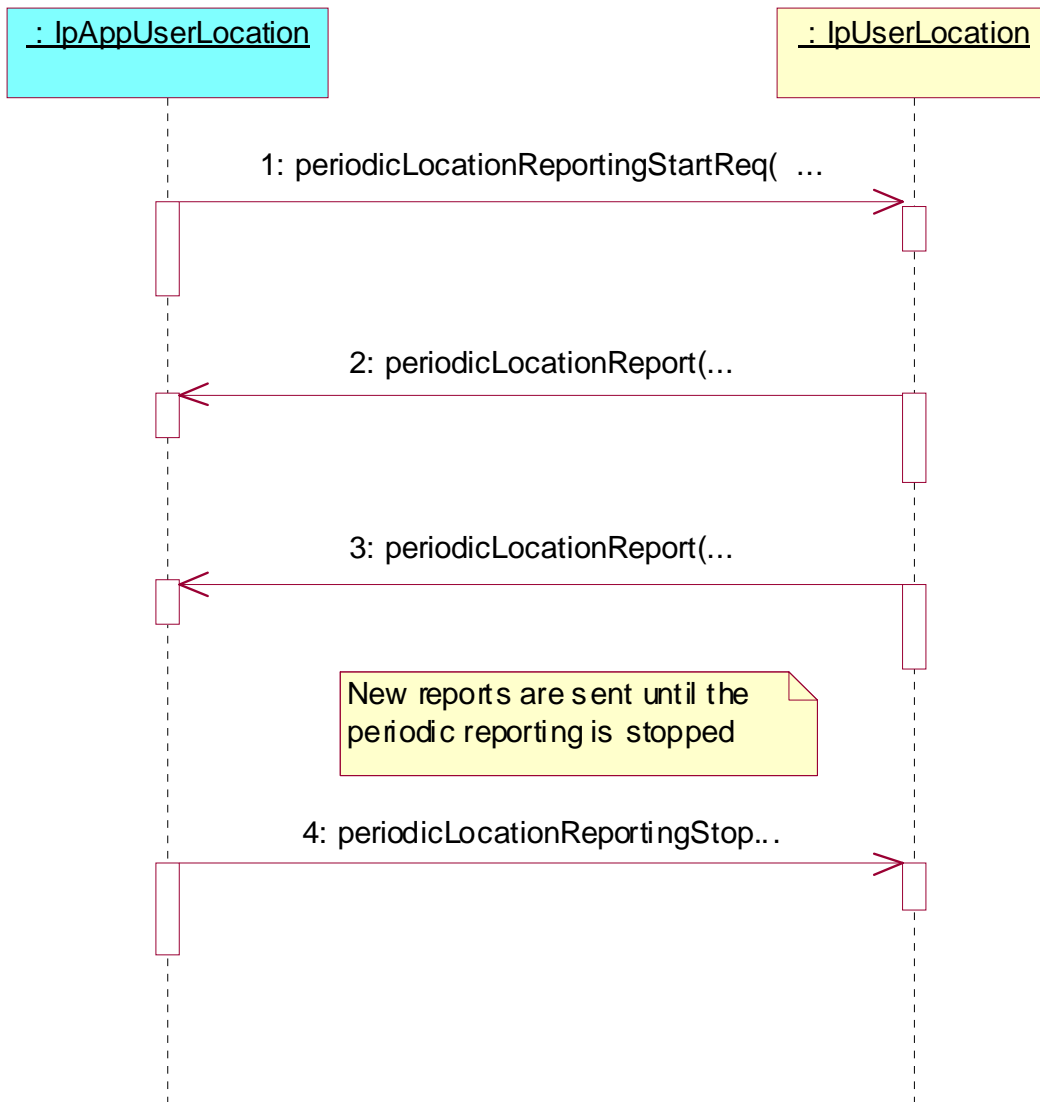 : IpAppUserLocation
: IpUserLocation
1: periodicLocationReportingStartReq( ...
2: periodicLocationReport(...
3: periodicLocationReport(...
New reports are sent until the
periodic reporting is stopped
4: periodicLocationReportingStop...